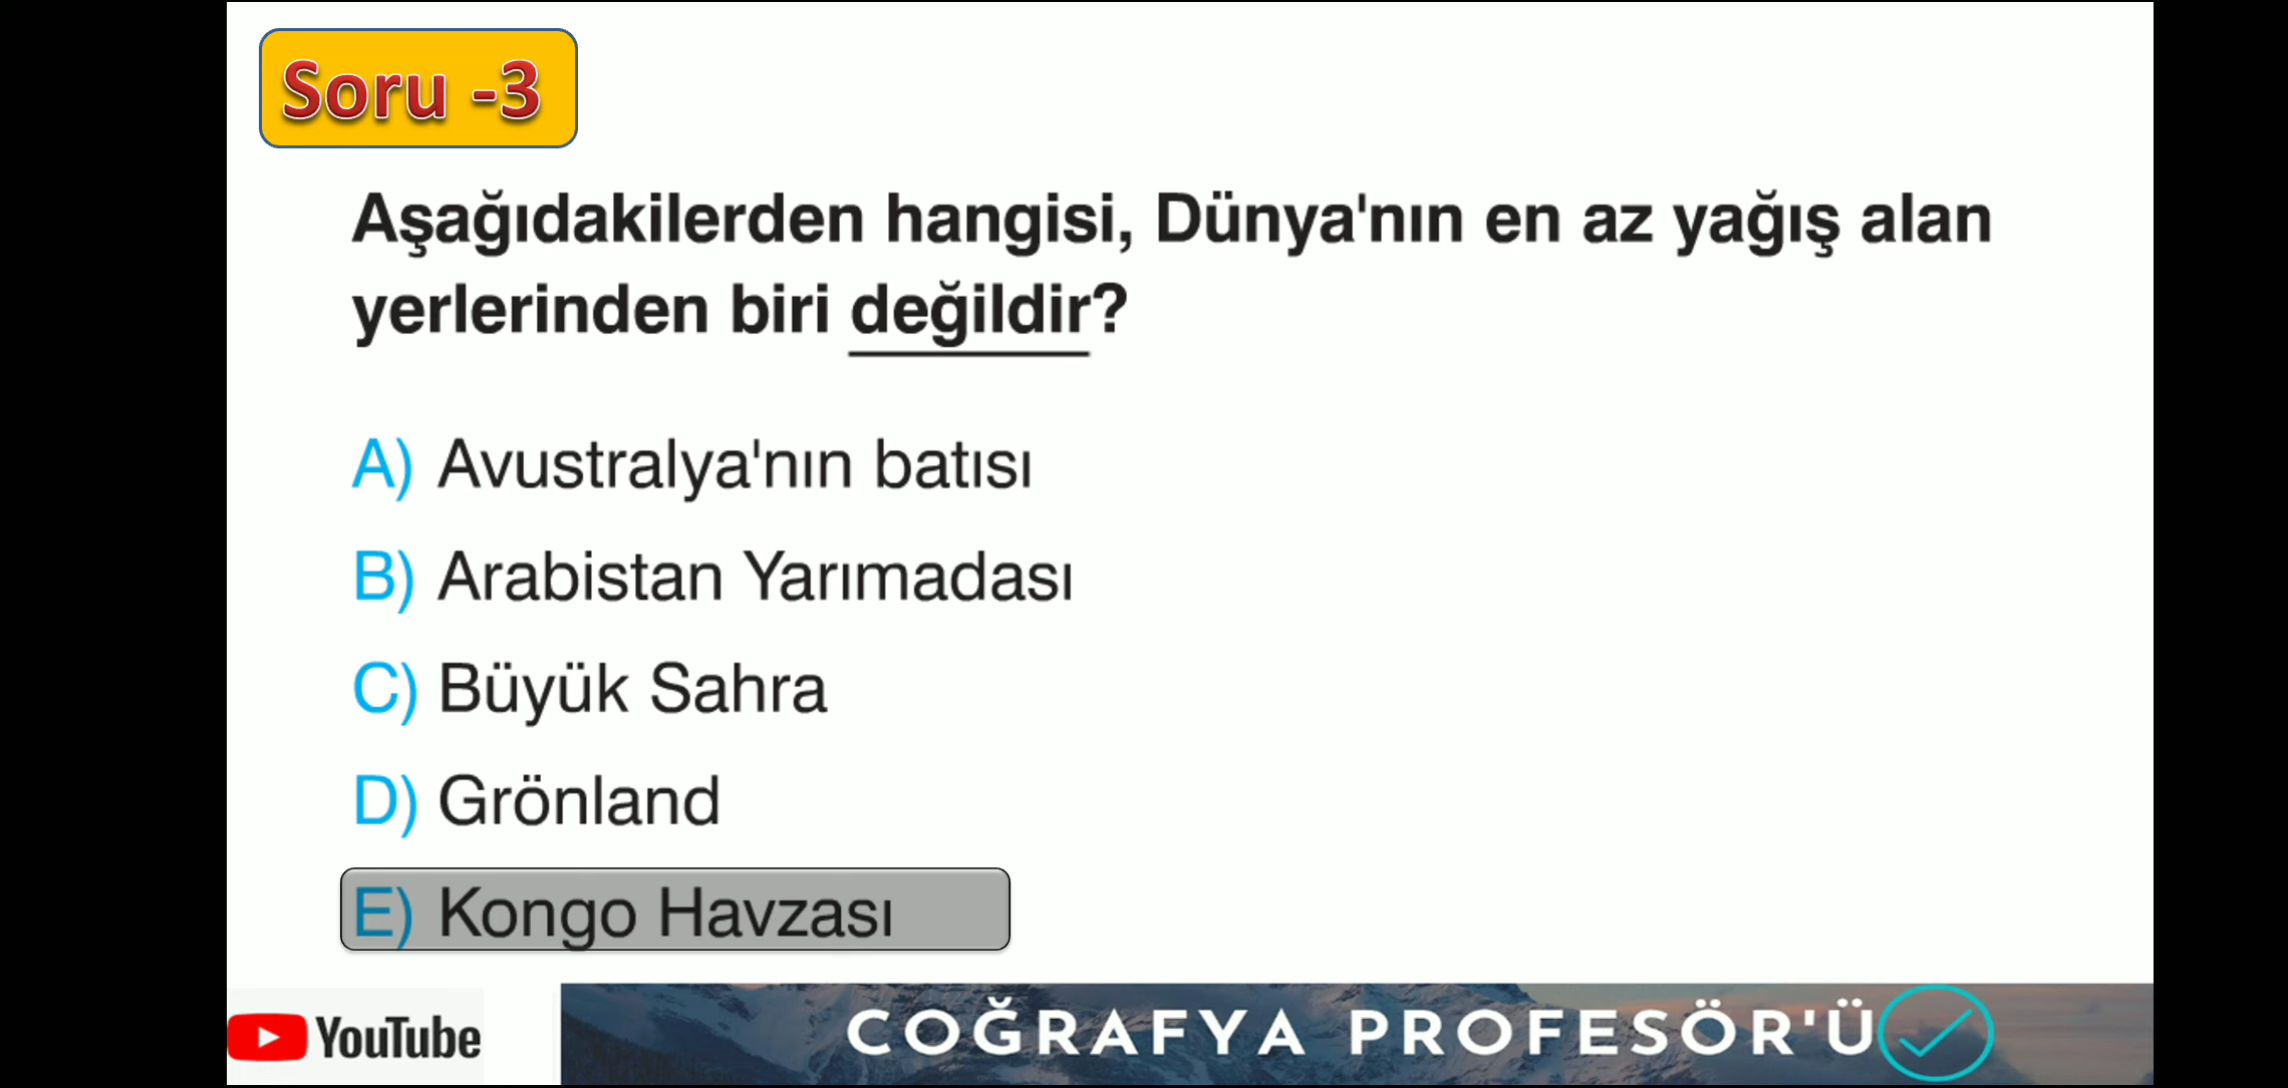 Soru -3
Aşağıdakilerden hangisi, Dünya'nın en az yağış alan
yerlerinden biri değildir?
A) Avustralya'nın batısı
B) Arabistan Yarımadası
C) Büyük Sahra
D) Grönland
E) Kongo Havzası
YouTube
COĞRAFYA PROFESÖR'Ü